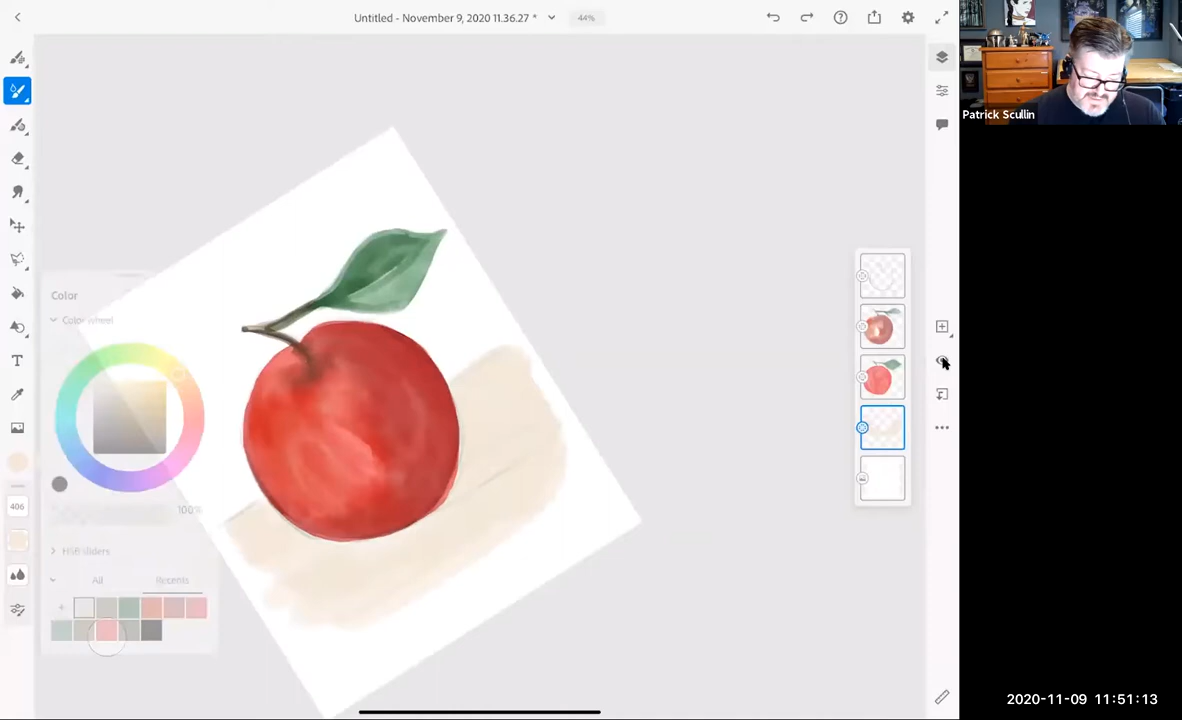 Untitled - November 9, 2020 11.36.27 *
44%
Patrick Scullin
Color
Color wheel
100%
HSB Sliders
All
Recents
406
2020-11-09 11:51:13